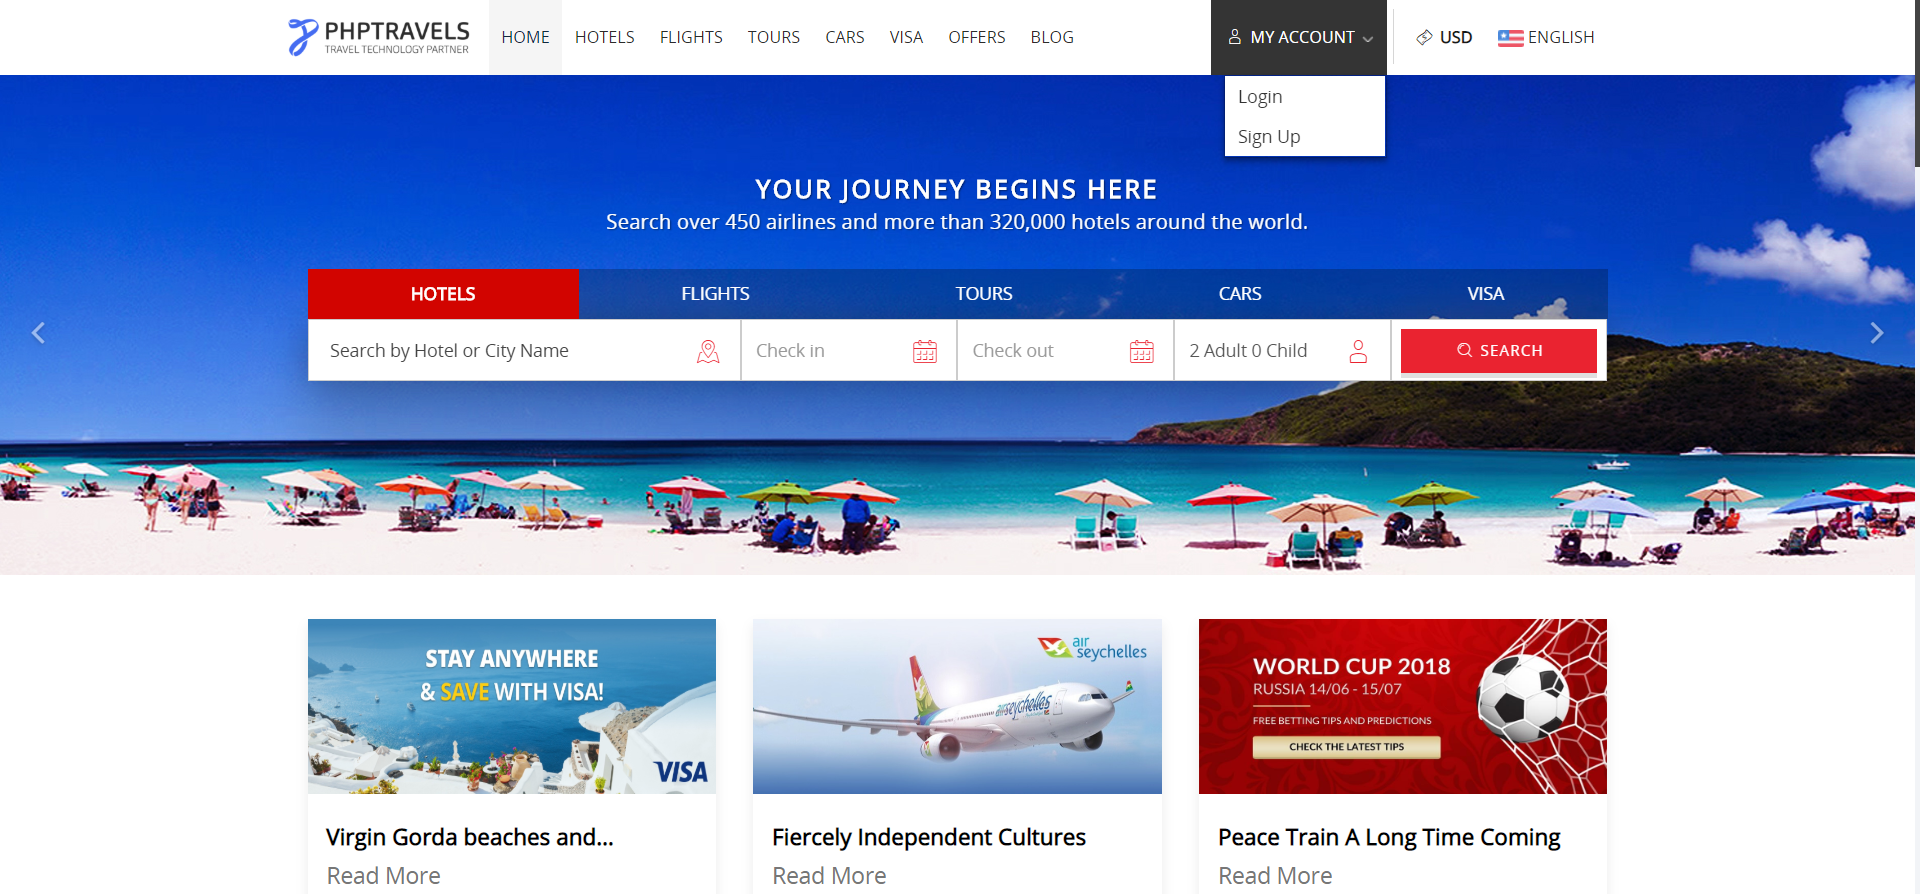 PHPTRAVELS
TRAVEL TECHNOLOGY PARTNER
HOME HOTELS FLIGHTS TOURS CARS VISA OFFERS BLOG
MY ACCOUNT USD ENGLISH
Login
Sign Up
YOUR JOURNEY BEGINS HERE
Search over 450 airlines and more than 320,000 hotels around the world.
HOTELS FLIGHTS TOURS CARS VISA
Search by Hotel or City Name Check in Check out 2 Adult 0 Child SEARCH
STAY ANYWHERE
& SAVE WITH VISA!
VISA
air
seychelles
airseychelles
WORLD CUP 2018
RUSSIA 14/06 - 15/07
FREE BETTING TIPS AND PREDICTIONS
CHECK THE LATEST TIPS
Virgin Gorda beaches and...
Read More
Fiercely Independent Cultures
Read More
Peace Train A Long Time Coming
Read More